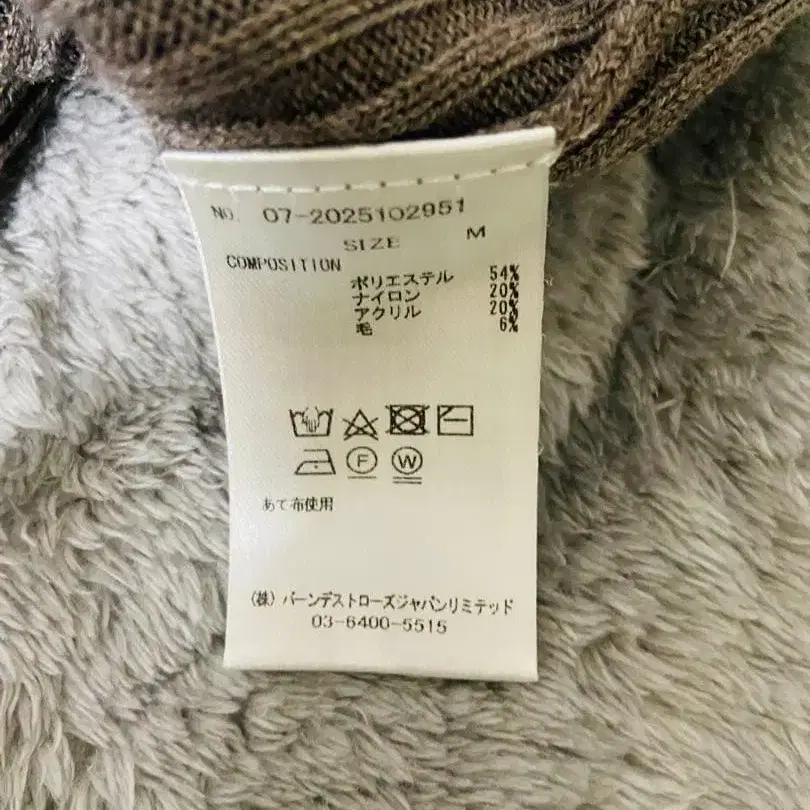 NO. 07-2025102951
SIZE M
COMPOSITION
ポリエステル 54%
ナイロン 20%
アクリル 20%
毛 6%
F W
あて布使用
(株) バーンデストローズジャパンリミテッド
03-6400-5515